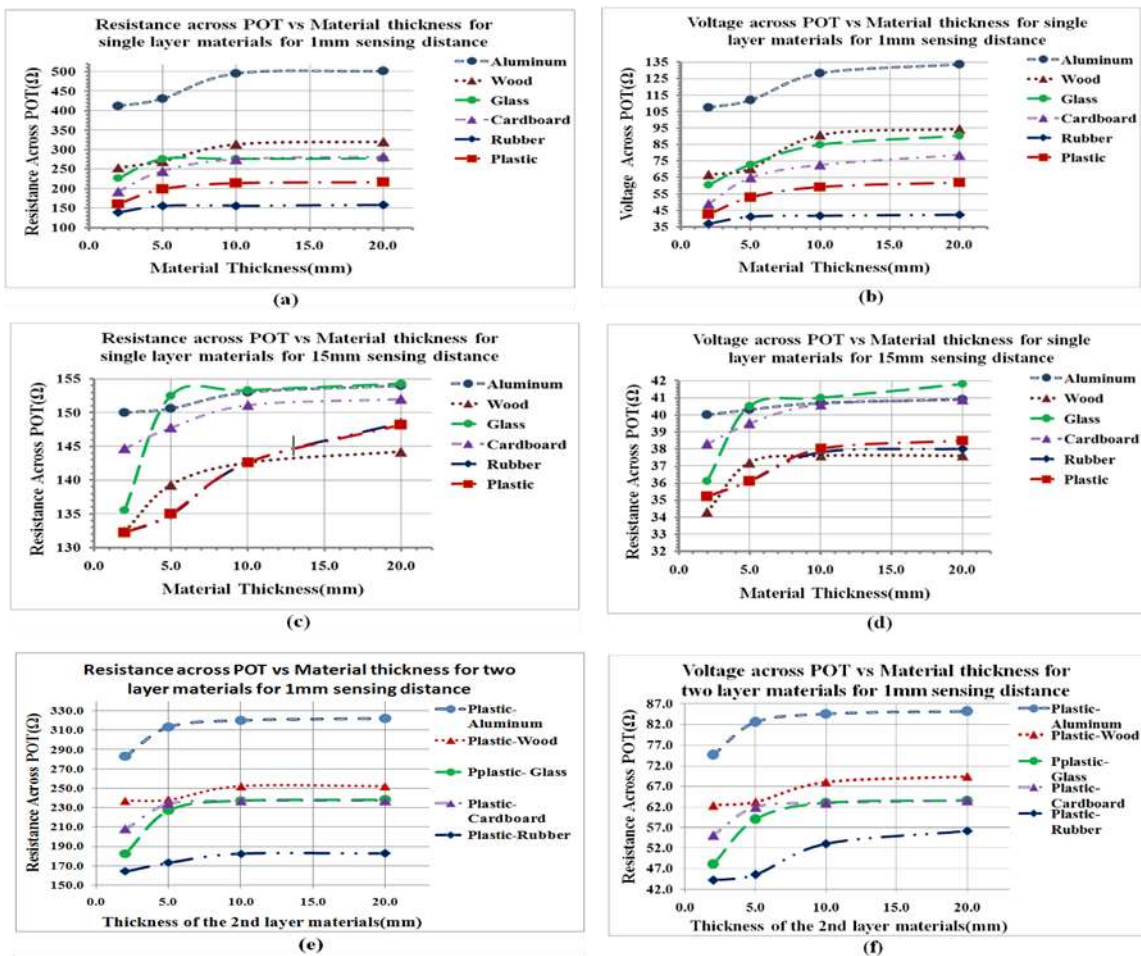 Resistance across POT vs Material thickness for
single layer materials for 1mm sensing distance
Resistance Across POT(Ω)
500
450
400
350
300
250
200
150
100
0.0 5.0 10.0 15.0 20.0
Material Thickness(mm)
Aluminum
Wood
Glass
Cardboard
Rubber
Plastic
(a)
Voltage across POT vs Material thickness for single
layer materials for 1mm sensing distance
Voltage Across POT(Ω)
135
125
115
105
95
85
75
65
55
45
35
0.0 5.0 10.0 15.0 20.0
Material Thickness(mm)
Aluminum
Wood
Glass
Cardboard
Rubber
Plastic
(b)
Resistance across POT vs Material thickness for
single layer materials for 15mm sensing distance
Resistance Across POT(Ω)
155
150
145
140
135
130
0.0 5.0 10.0 15.0 20.0
Material Thickness(mm)
Aluminum
Wood
Glass
Cardboard
Rubber
Plastic
(c)
Voltage across POT vs Material thickness for single
layer materials for 15mm sensing distance
Resistance Across POT(Ω)
42
41
40
39
38
37
36
35
34
33
32
0.0 5.0 10.0 15.0 20.0
Material Thickness(mm)
Aluminum
Wood
Glass
Cardboard
Rubber
Plastic
(d)
Resistance across POT vs Material thickness for two
layer materials for 1mm sensing distance
Resistance Across POT(Ω)
330.0
310.0
290.0
270.0
250.0
230.0
210.0
190.0
170.0
150.0
0.0 5.0 10.0 15.0 20.0
Thickness of the 2nd layer materials(mm)
Plastic-
Aluminum
Plastic-Wood
Pplastic- Glass
Plastic-
Cardboard
Plastic-Rubber
(e)
Voltage across POT vs Material thickness for
two layer materials for 1mm sensing distance
Resistance Across POT(Ω)
87.0
82.0
77.0
72.0
67.0
62.0
57.0
52.0
47.0
42.0
0.0 5.0 10.0 15.0 20.0
Thickness of the 2nd layer materials(mm)
Plastic-
Aluminum
Plastic-Wood
Pplastic-
Glass
Plastic-
Cardboard
Plastic-
Rubber
(f)